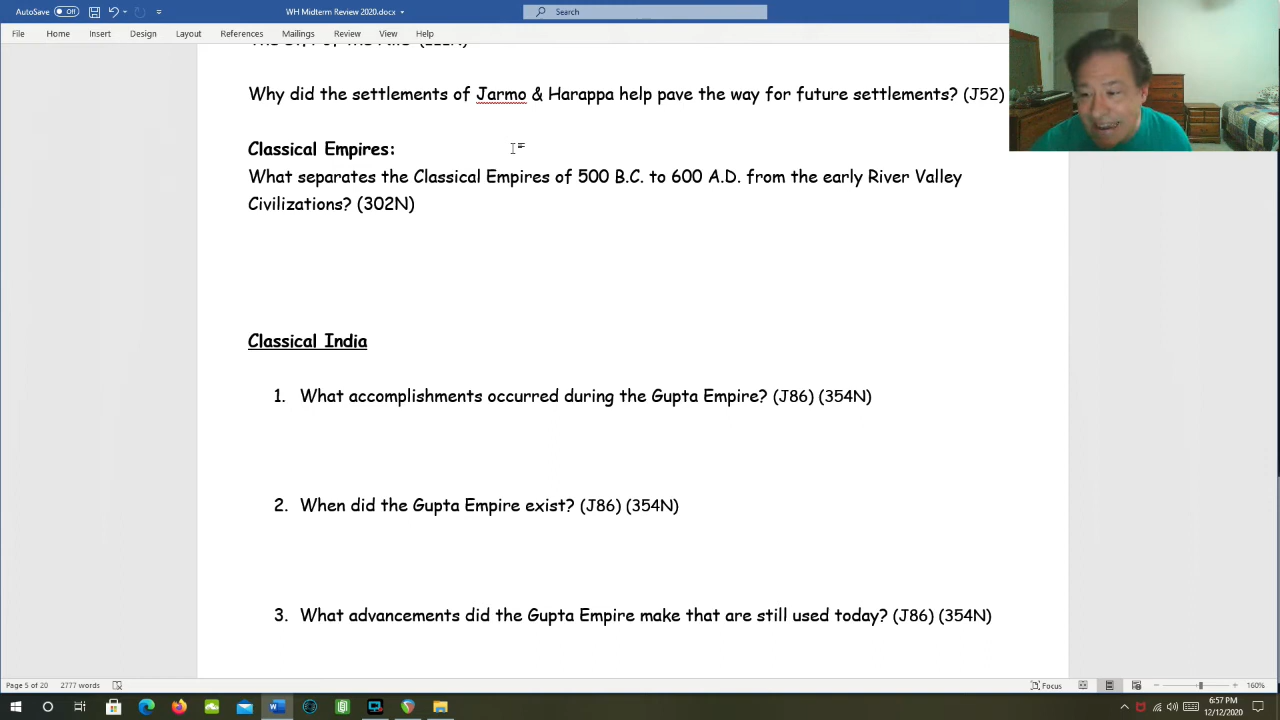 AutoSave Off
WH Midterm Review 2020.docx
Search
File Home Insert Design Layout References Mailings Review View Help
Why did the settlements of Jarmo & Harappa help pave the way for future settlements? (J52)
Classical Empires:
What separates the Classical Empires of 500 B.C. to 600 A.D. from the early River Valley
Civilizations? (302N)
Classical India
1. What accomplishments occurred during the Gupta Empire? (J86) (354N)
2. When did the Gupta Empire exist? (J86) (354N)
3. What advancements did the Gupta Empire make that are still used today? (J86) (354N)
Page 5 of 20 2777 words Focus 160%
6:57 PM
12/12/2020